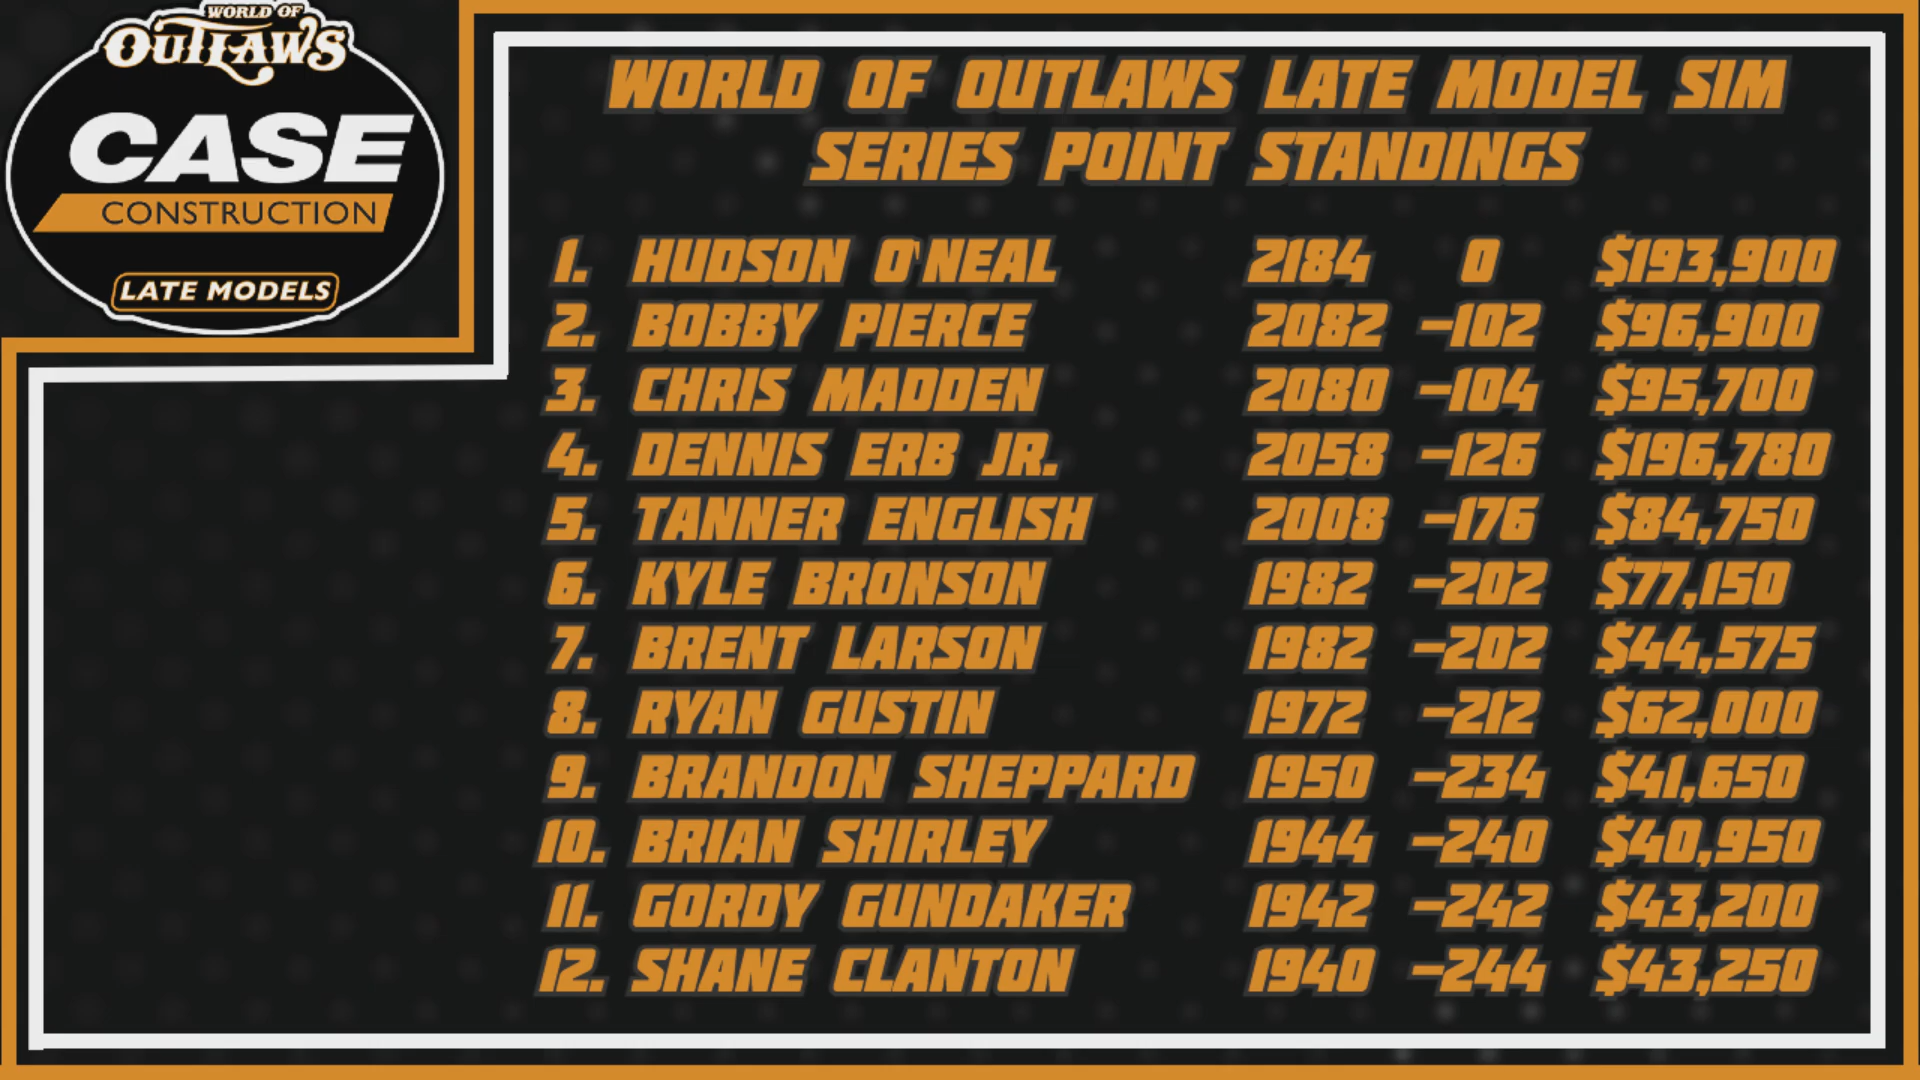 WORLD OF
OUTLAWS
CASE
CONSTRUCTION
LATE MODELS
WORLD OF OUTLAWS LATE MODEL SIM
SERIES POINT STANDINGS
1. HUDSON O'NEAL 2184 0 $193,900
2. BOBBY PIERCE 2082 -102 $96,900
3. CHRIS MADDEN 2080 -104 $95,700
4. DENNIS ERB JR. 2058 -126 $196,780
5. TANNER ENGLISH 2008 -176 $84,750
6. KYLE BRONSON 1982 -202 $77,150
7. BRENT LARSON 1982 -202 $44,575
8. RYAN GUSTIN 1972 -212 $62,000
9. BRANDON SHEPPARD 1950 -234 $41,650
10. BRIAN SHIRLEY 1944 -240 $40,950
11. GORDY GUNDAKER 1942 -242 $43,200
12. SHANE CLANTON 1940 -244 $43,250